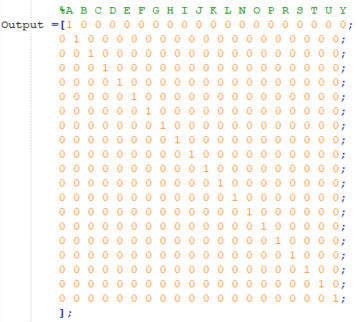 %A B C D E F G H I J K L N O P R S T U Y
Output =[1 0 0 0 0 0 0 0 0 0 0 0 0 0 0 0 0 0 0 0;
0 1 0 0 0 0 0 0 0 0 0 0 0 0 0 0 0 0 0 0;
0 0 1 0 0 0 0 0 0 0 0 0 0 0 0 0 0 0 0 0;
0 0 0 1 0 0 0 0 0 0 0 0 0 0 0 0 0 0 0 0;
0 0 0 0 1 0 0 0 0 0 0 0 0 0 0 0 0 0 0 0;
0 0 0 0 0 1 0 0 0 0 0 0 0 0 0 0 0 0 0 0;
0 0 0 0 0 0 1 0 0 0 0 0 0 0 0 0 0 0 0 0;
0 0 0 0 0 0 0 1 0 0 0 0 0 0 0 0 0 0 0 0;
0 0 0 0 0 0 0 0 1 0 0 0 0 0 0 0 0 0 0 0;
0 0 0 0 0 0 0 0 0 1 0 0 0 0 0 0 0 0 0 0;
0 0 0 0 0 0 0 0 0 0 1 0 0 0 0 0 0 0 0 0;
0 0 0 0 0 0 0 0 0 0 0 1 0 0 0 0 0 0 0 0;
0 0 0 0 0 0 0 0 0 0 0 0 1 0 0 0 0 0 0 0;
0 0 0 0 0 0 0 0 0 0 0 0 0 1 0 0 0 0 0 0;
0 0 0 0 0 0 0 0 0 0 0 0 0 0 1 0 0 0 0 0;
0 0 0 0 0 0 0 0 0 0 0 0 0 0 0 1 0 0 0 0;
0 0 0 0 0 0 0 0 0 0 0 0 0 0 0 0 1 0 0 0;
0 0 0 0 0 0 0 0 0 0 0 0 0 0 0 0 0 1 0 0;
0 0 0 0 0 0 0 0 0 0 0 0 0 0 0 0 0 0 1 0;
0 0 0 0 0 0 0 0 0 0 0 0 0 0 0 0 0 0 0 1;
];